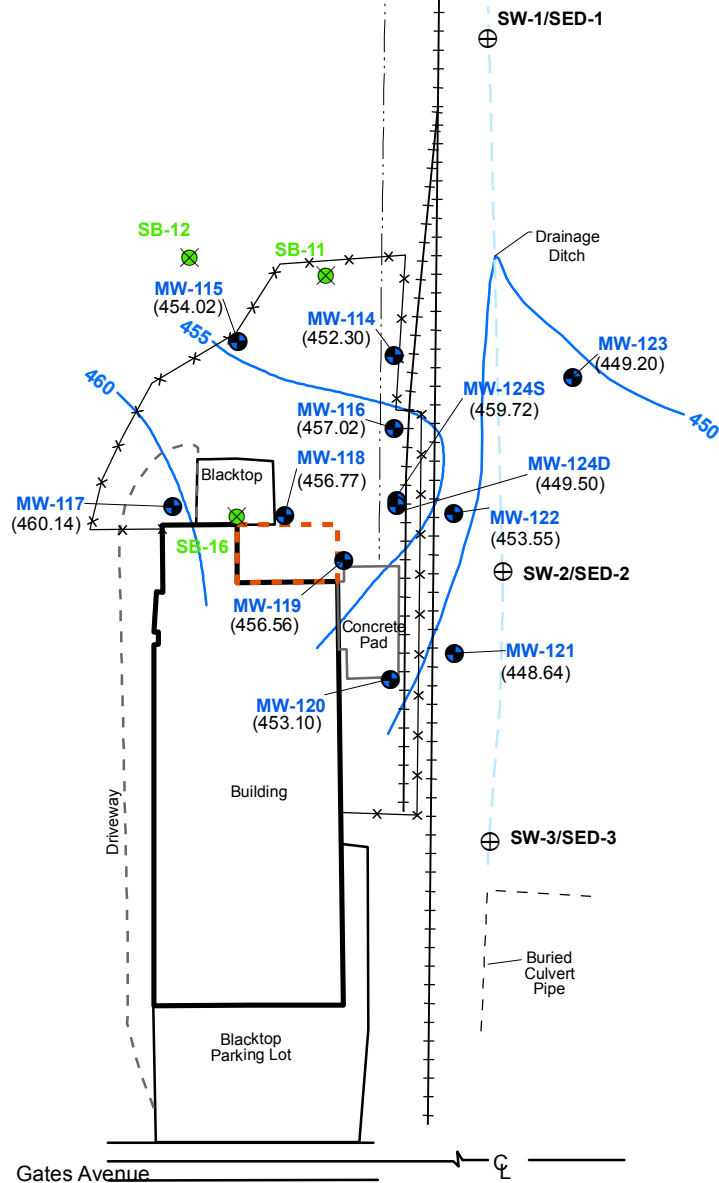 SW-1/SED-1
SB-12
SB-11
Drainage
Ditch
MW-115
(454.02)
MW-114
(452.30)
455
MW-123
(449.20)
460
MW-124S
(459.72)
MW-116
(457.02)
450
Blacktop
MW-118
(456.77)
MW-124D
(449.50)
MW-117
(460.14)
MW-122
(453.55)
SB-16
SW-2/SED-2
MW-119
(456.56)
Concrete
Pad
MW-121
(448.64)
MW-120
(453.10)
Building
Driveway
SW-3/SED-3
Buried
Culvert
Pipe
Blacktop
Parking Lot
Gates Avenue
CL